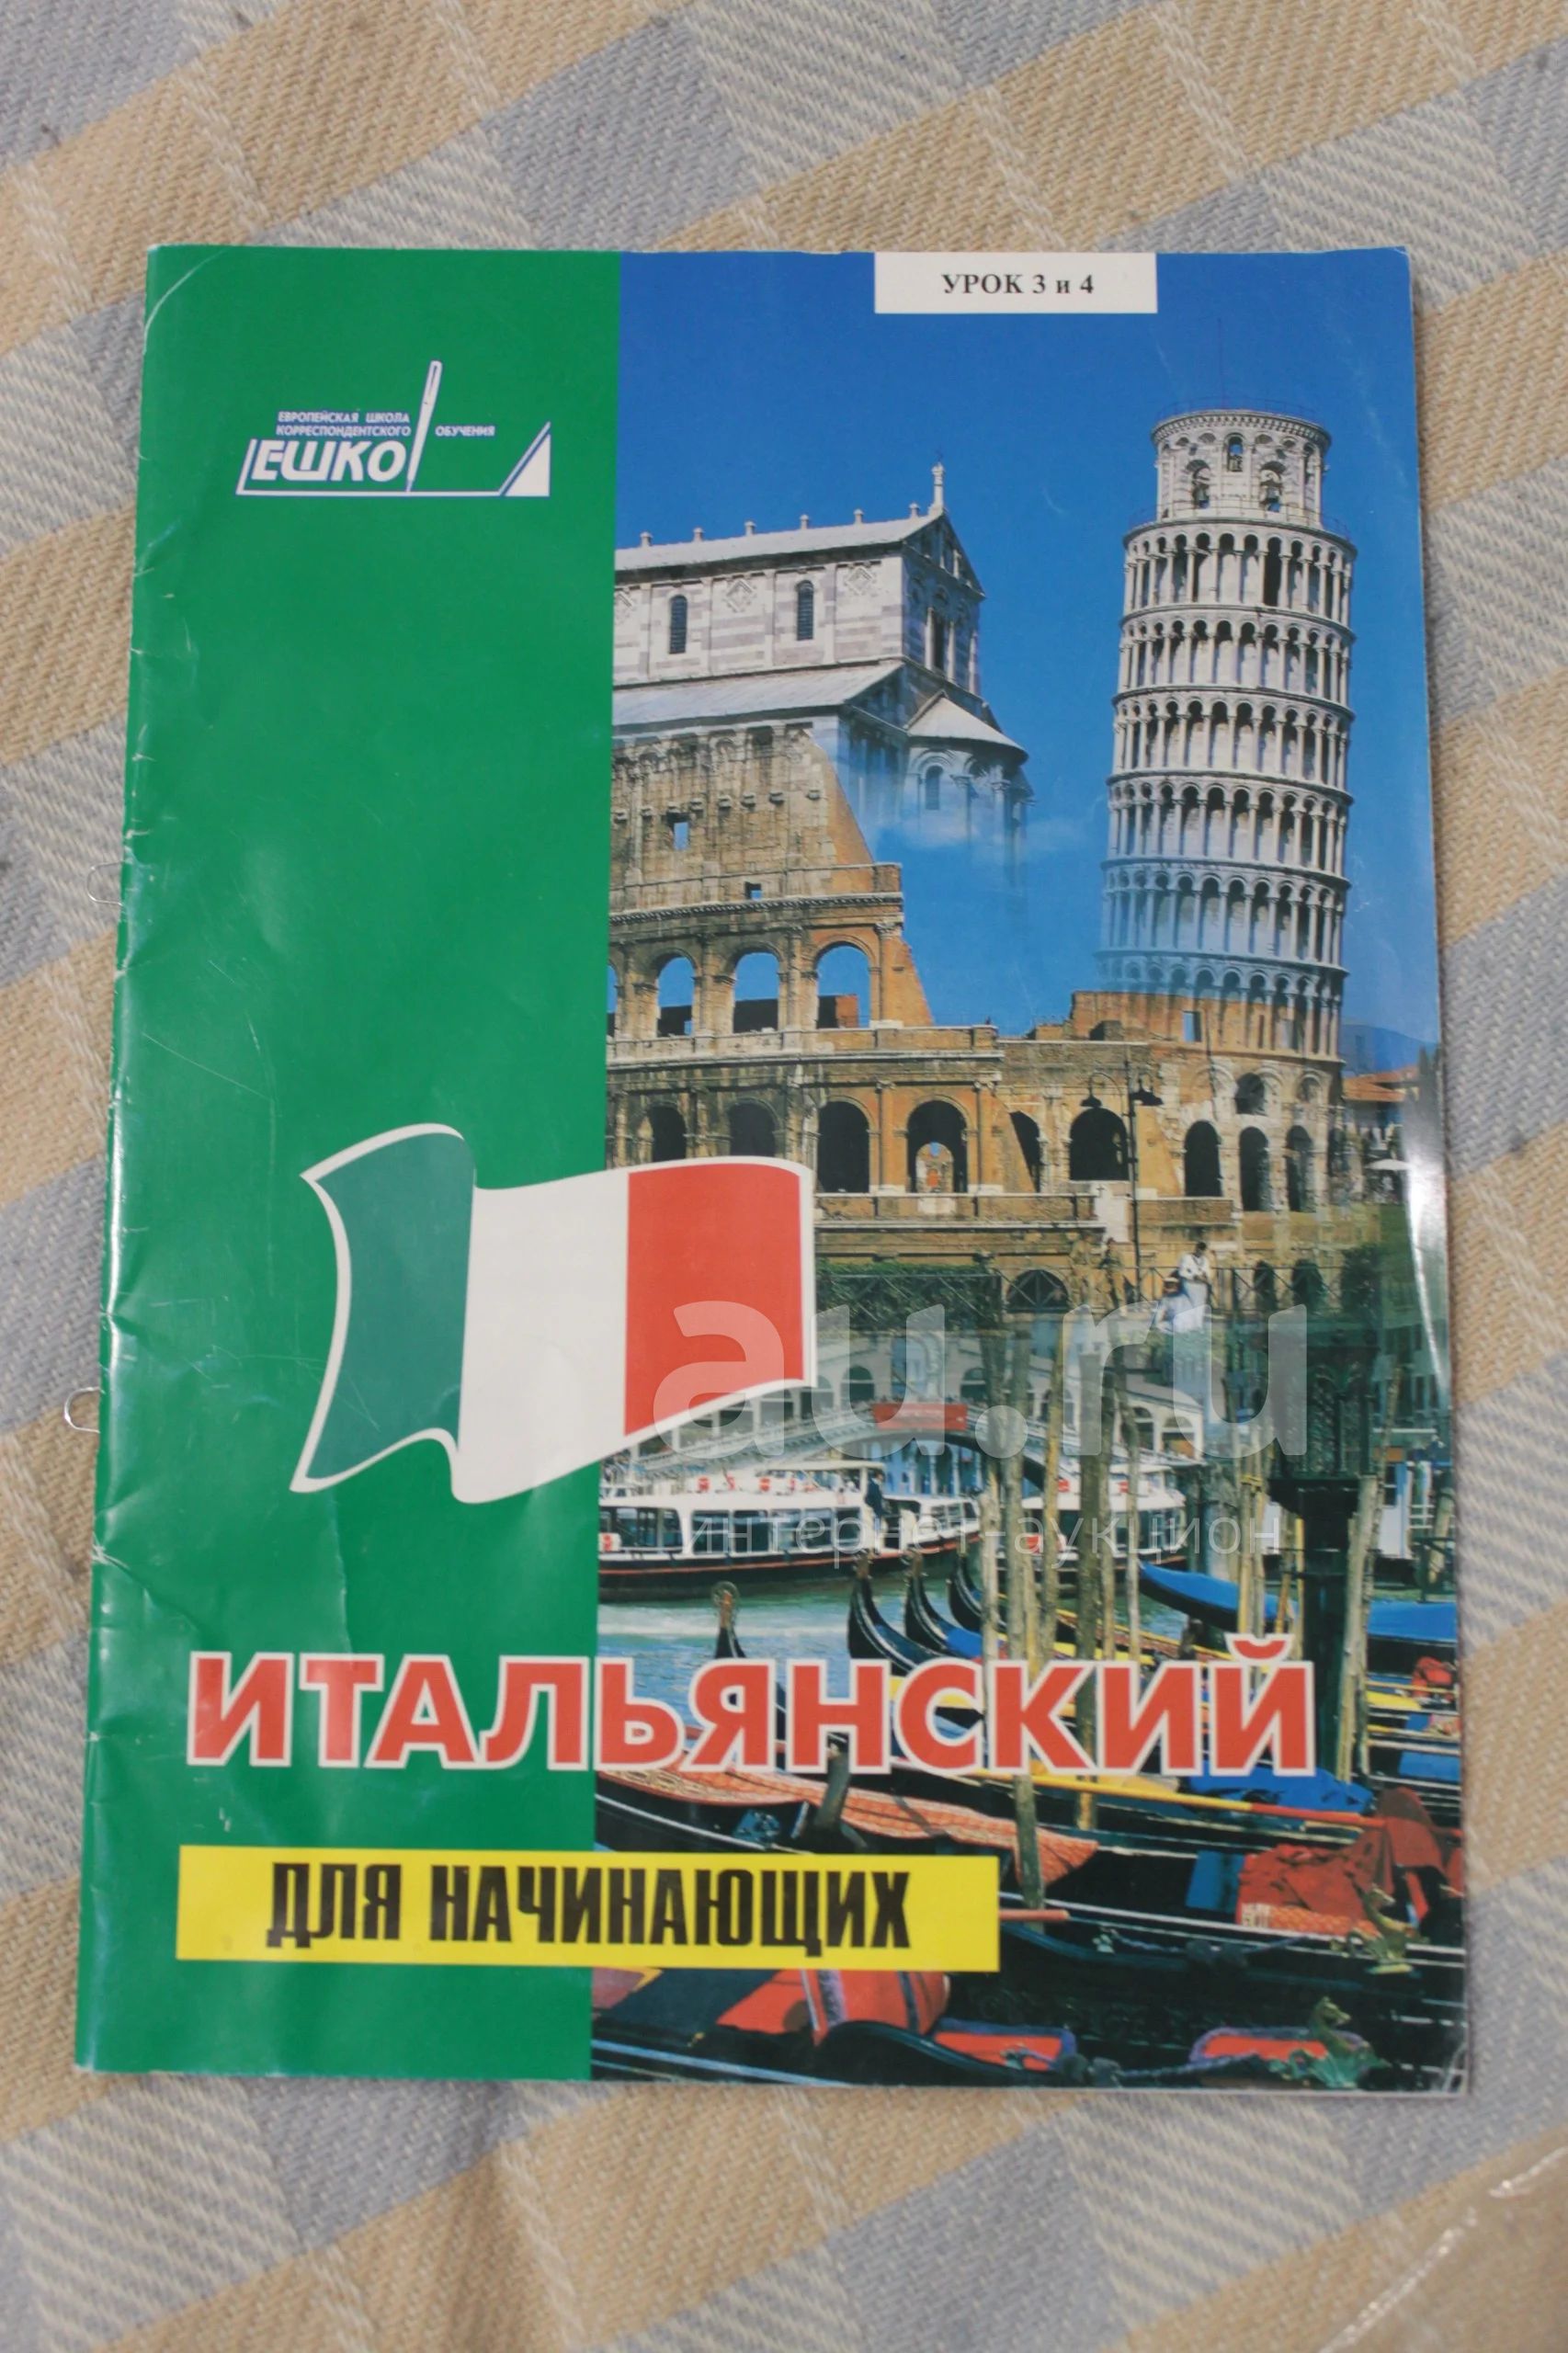 УРОК 3 и 4
ЕВРОПЕЙСКАЯ ШКОЛА
КОРРЕСПОНДЕНТСКОГО ОБУЧЕНИЯ
ЕШКО
au.ru
интернет-аукцион
ИТАЛЬЯНСКИЙ
ДЛЯ НАЧИНАЮЩИХ